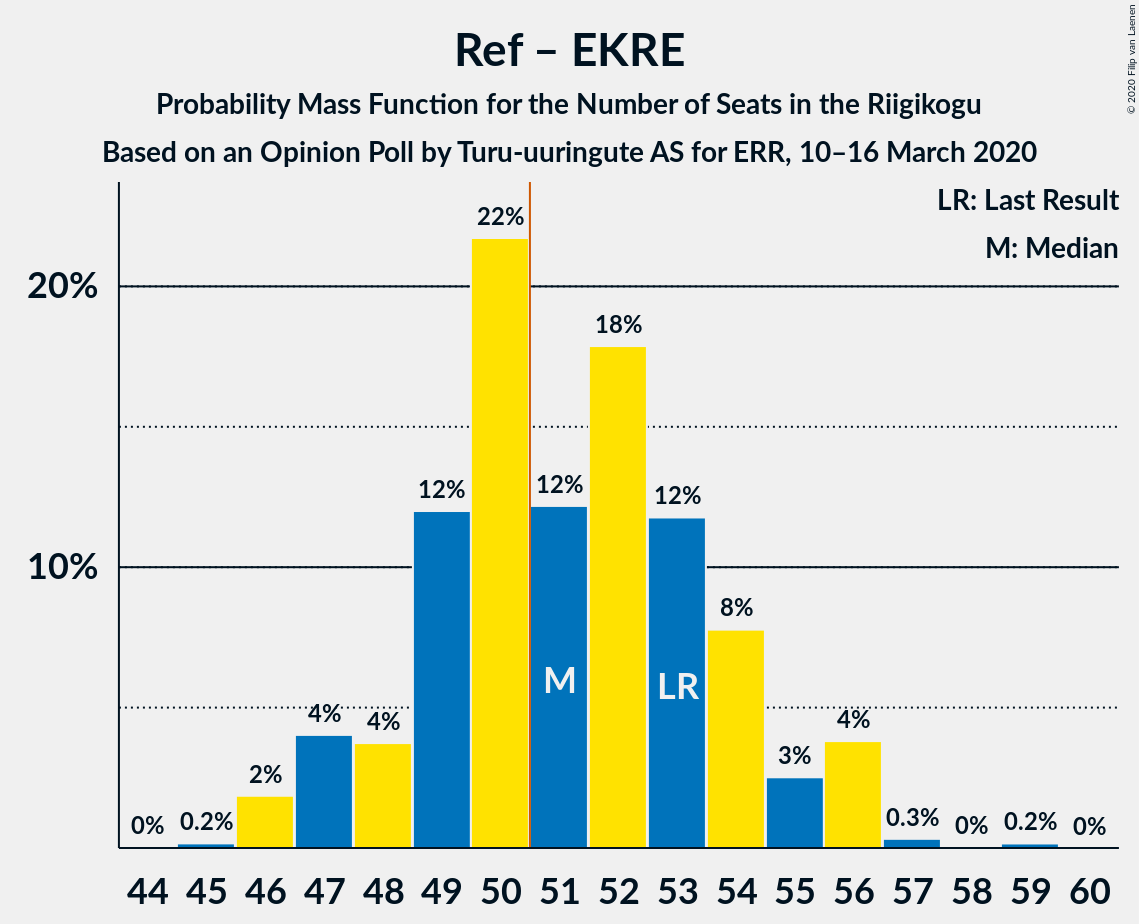 Ref – EKRE
Probability Mass Function for the Number of Seats in the Riigikogu
Based on an Opinion Poll by Turu-uuringute AS for ERR, 10–16 March 2020
© 2020 Filip van Laenen
LR: Last Result
M: Median
20%
10%
0%
0.2%
2%
4%
4%
12%
22%
12%
18%
12%
8%
3%
4%
0.3%
0%
0.2%
0%
M
LR
44 45 46 47 48 49 50 51 52 53 54 55 56 57 58 59 60